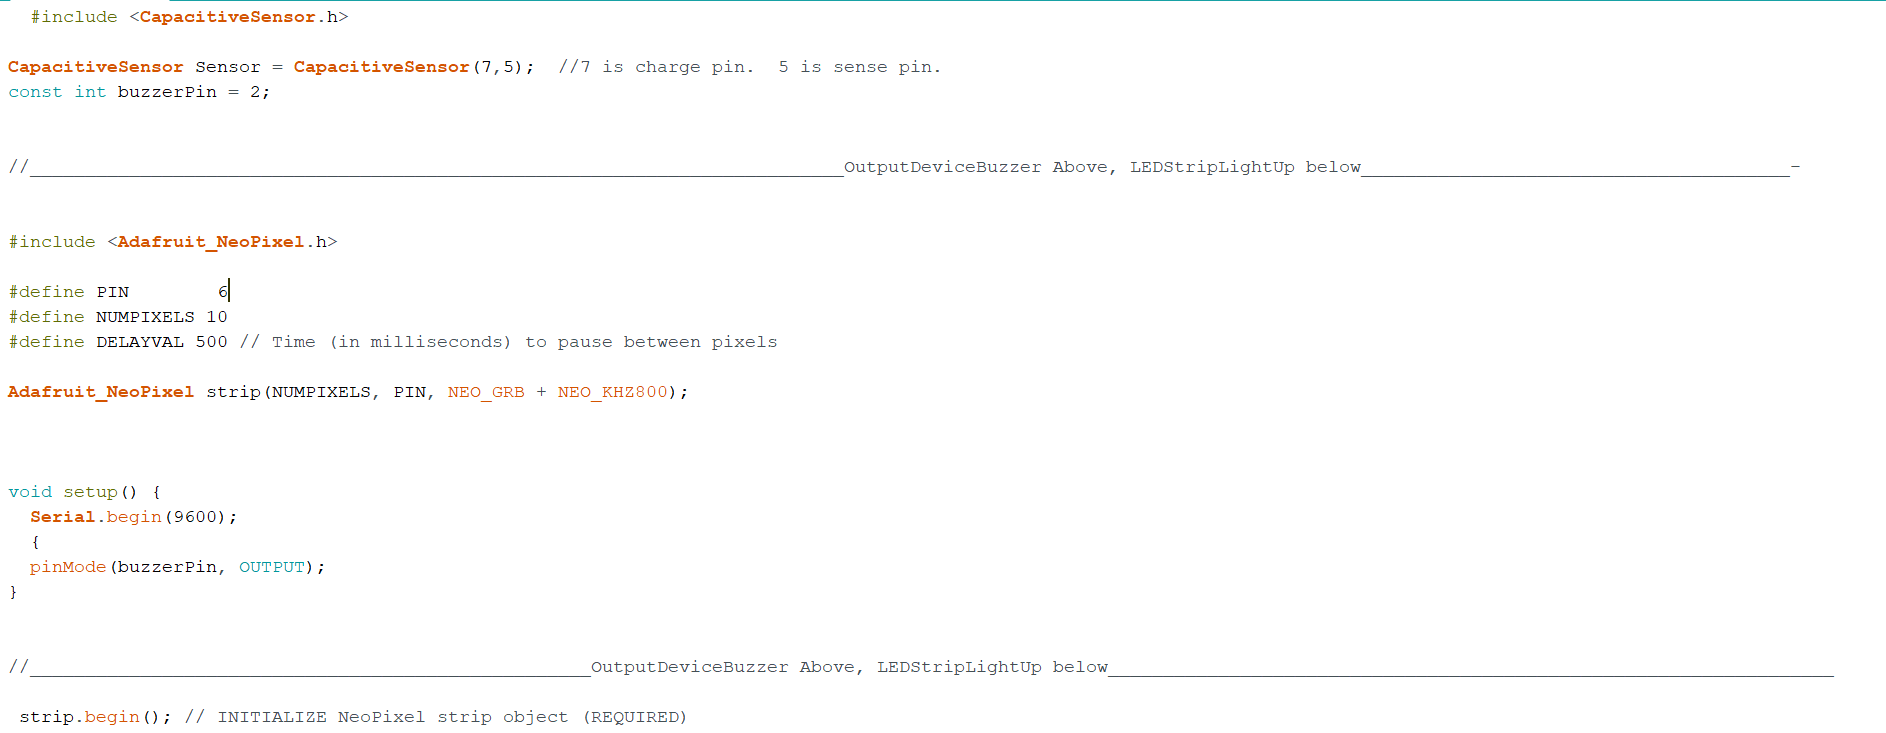 #include <CapacitiveSensor.h>
CapacitiveSensor Sensor = CapacitiveSensor(7,5);  //7 is charge pin.  5 is sense pin.
const int buzzerPin = 2;
//__________________________________________________________________________OutputDeviceBuzzer Above, LEDStripLightUp below_______________________________________-
#include <Adafruit_NeoPixel.h>
#define PIN        6
#define NUMPIXELS 10
#define DELAYVAL 500 // Time (in milliseconds) to pause between pixels
Adafruit_NeoPixel strip(NUMPIXELS, PIN, NEO_GRB + NEO_KHZ800);
void setup() {
Serial.begin(9600);
{
pinMode(buzzerPin, OUTPUT);
}
//___________________________________________________OutputDeviceBuzzer Above, LEDStripLightUp below__________________________________________________________________
strip.begin(); // INITIALIZE NeoPixel strip object (REQUIRED)